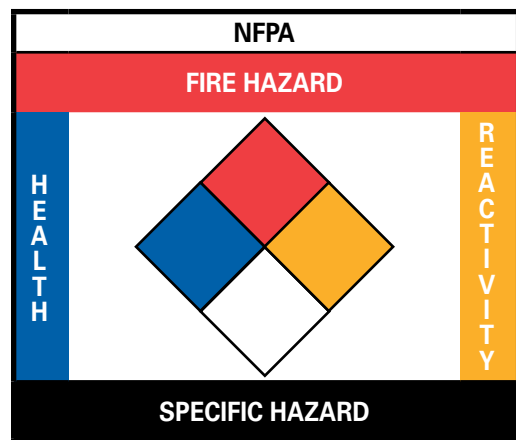 NFPA
FIRE HAZARD
HEALTH
REACTIVITY
SPECIFIC HAZARD